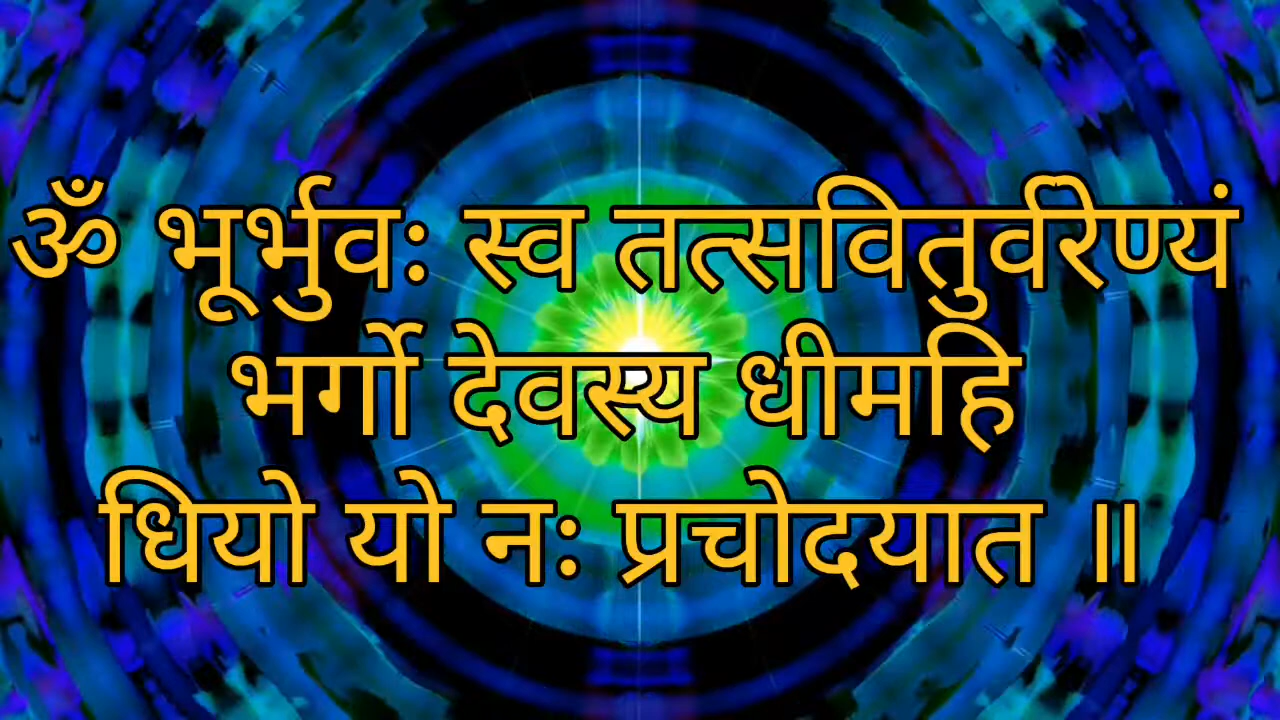 ॐ भूर्भुवः स्व तत्सवितुर्वरेण्यं
भर्गो देवस्य धीमहि
धियो यो नः प्रचोदयात ॥